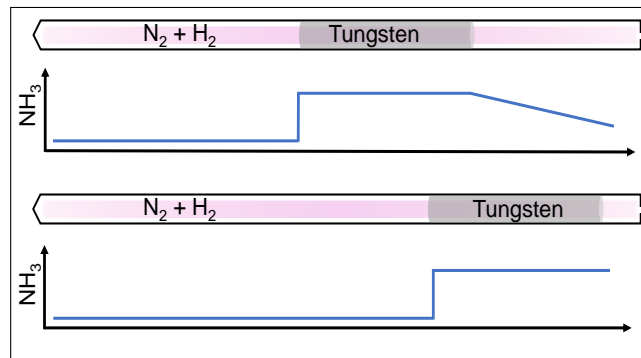 N₂ + H₂ Tungsten
NH₃
N₂ + H₂ Tungsten
NH₃